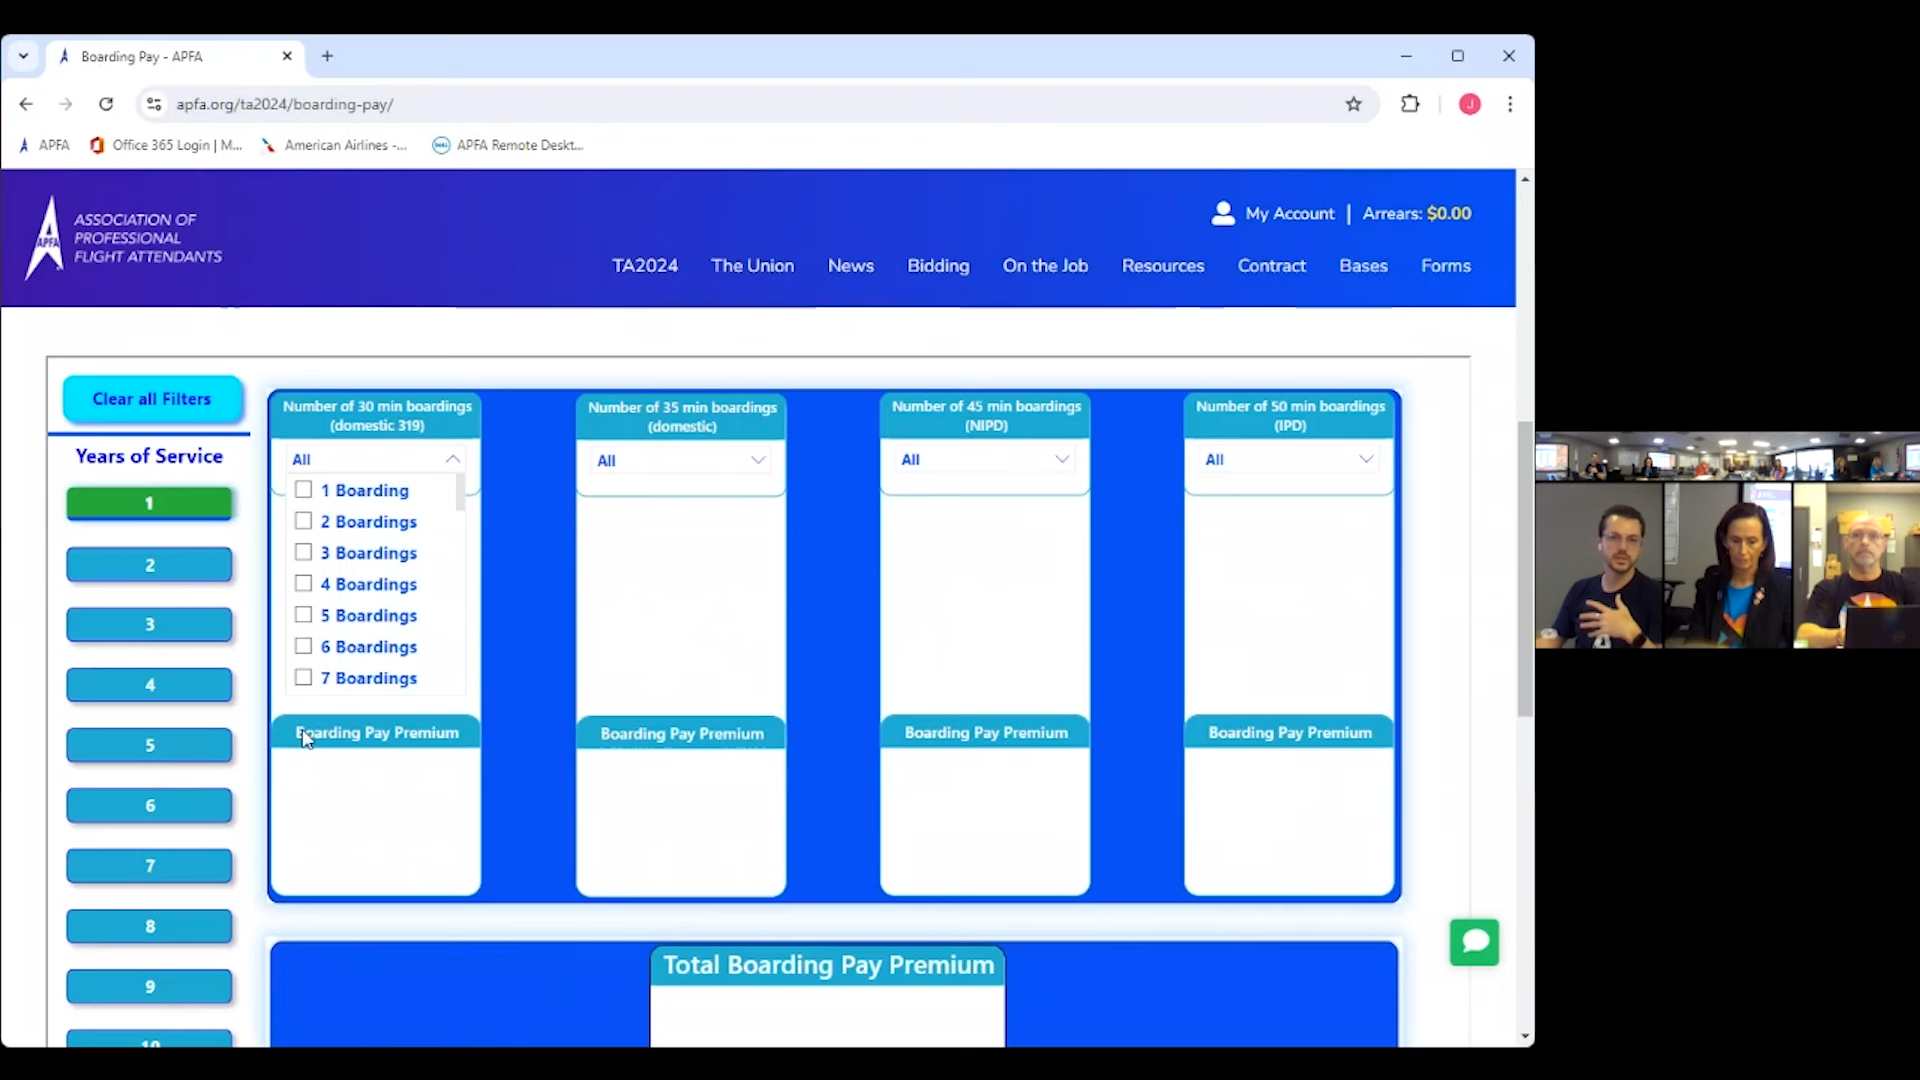 Boarding Pay - APFA
apfa.org/ta2024/boarding-pay/
J
APFA
Office 365 Login | M...
American Airlines -...
DELL
APFA Remote Deskt...
APFA
ASSOCIATION OF
PROFESSIONAL
FLIGHT ATTENDANTS
My Account | Arrears: $0.00
TA2024
The Union
News
Bidding
On the Job
Resources
Contract
Bases
Forms
Clear all Filters
Years of Service
1
2
3
4
5
6
7
8
9
10
Number of 30 min boardings
(domestic 319)
All
1 Boarding
2 Boardings
3 Boardings
4 Boardings
5 Boardings
6 Boardings
7 Boardings
Boarding Pay Premium
Number of 35 min boardings
(domestic)
All
Boarding Pay Premium
Number of 45 min boardings
(NIPD)
All
Boarding Pay Premium
Number of 50 min boardings
(IPD)
All
Boarding Pay Premium
Total Boarding Pay Premium